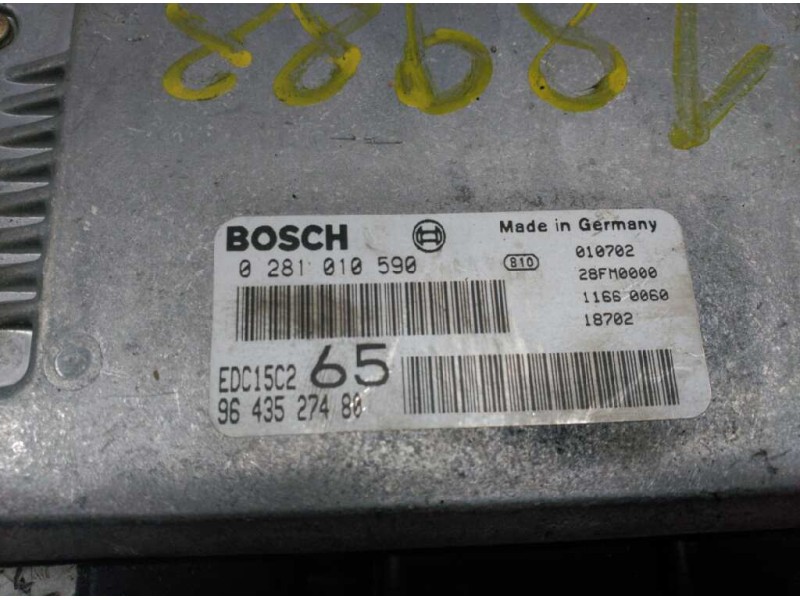 BOSCH
Made in Germany
0 281 010 590
810
010702
28FM0000
1166 0060
18702
EDC15C2 65
96 435 274 80